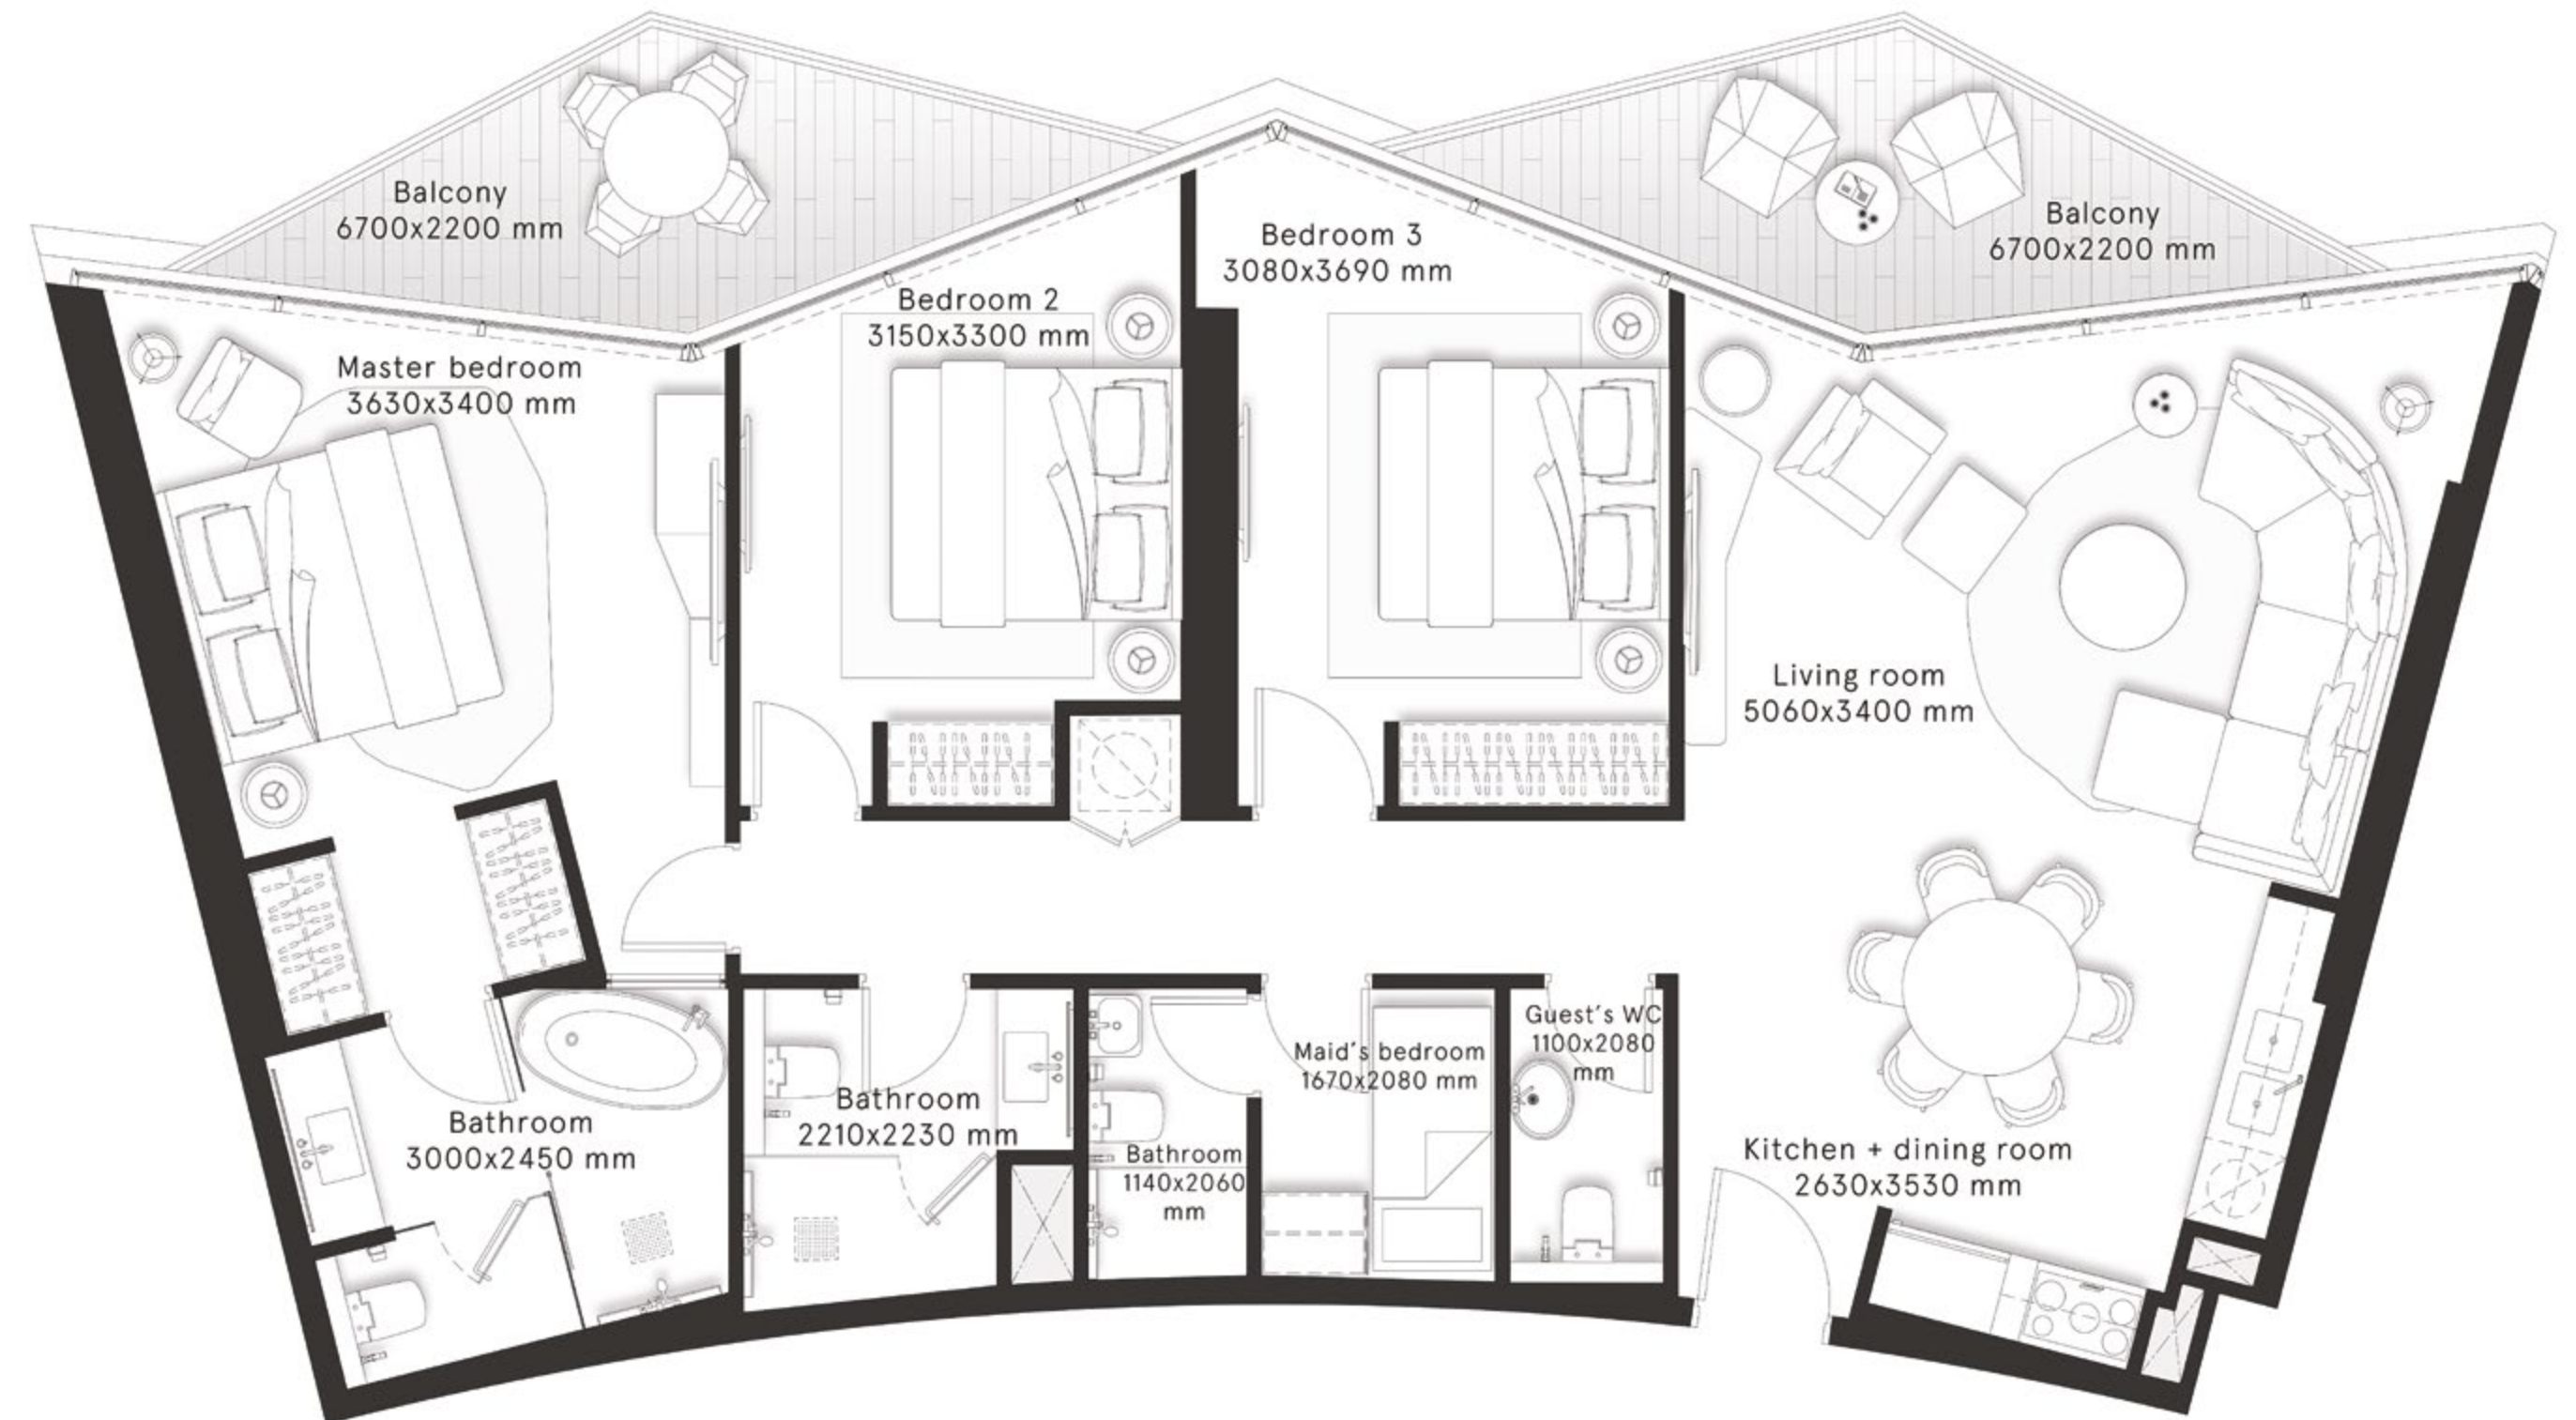 Balcony
6700x2200 mm
Balcony
6700x2200 mm
Bedroom 3
3080x3690 mm
Bedroom 2
3150x3300 mm
Master bedroom
3630x3400 mm
Living room
5060x3400 mm
Guest's WC
1100x2080
mm
Maid's bedroom
1670x2080 mm
Bathroom
2210x2230 mm
Bathroom
3000x2450 mm
Bathroom
1140x2060
mm
Kitchen + dining room
2630x3530 mm